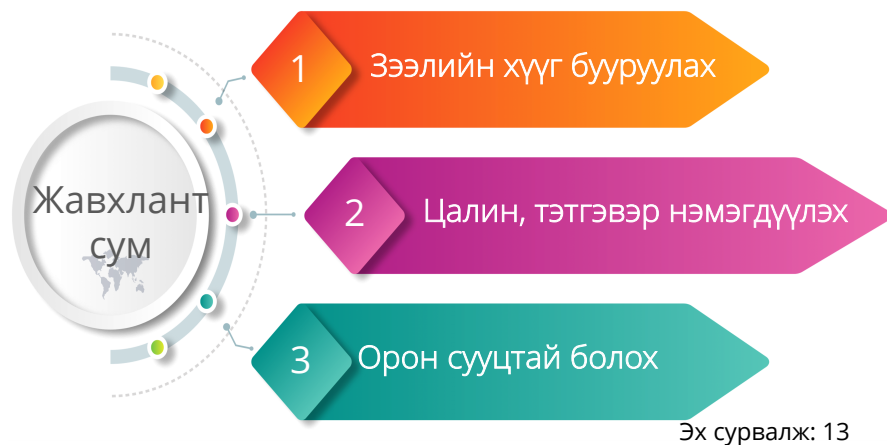 Жавхлант
сум
1
Зээлийн хүүг бууруулах
2
Цалин, тэтгэвэр нэмэгдүүлэх
3
Орон сууцтай болох
Эх сурвалж: 13